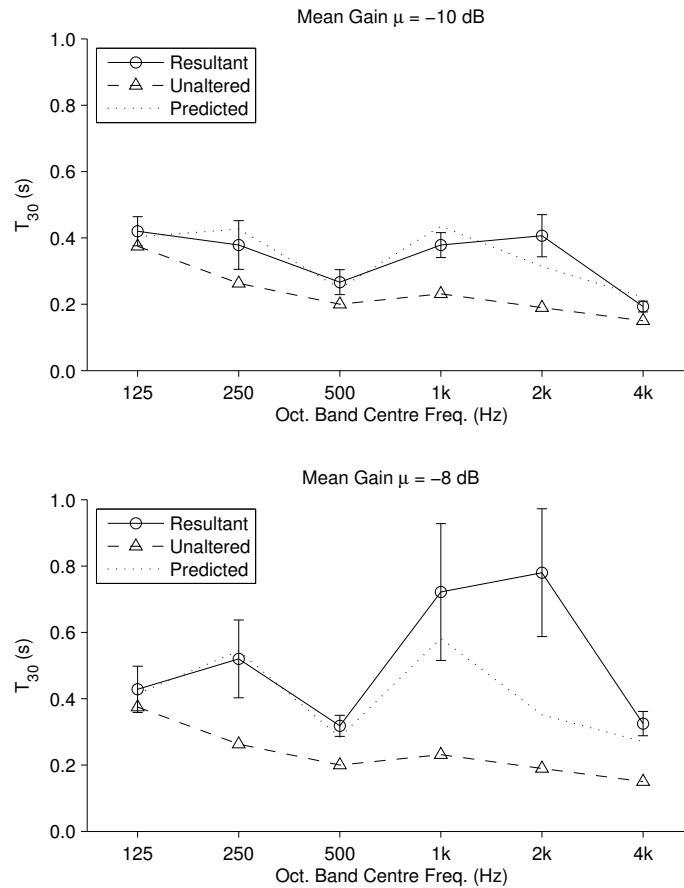 Mean Gain μ = −10 dB
1.0
0.8
0.6
0.4
0.2
0.0
T30 (s)
Resultant
Unaltered
Predicted
125 250 500 1k 2k 4k
Oct. Band Centre Freq. (Hz)
Mean Gain μ = −8 dB
1.0
0.8
0.6
0.4
0.2
0.0
T30 (s)
Resultant
Unaltered
Predicted
125 250 500 1k 2k 4k
Oct. Band Centre Freq. (Hz)